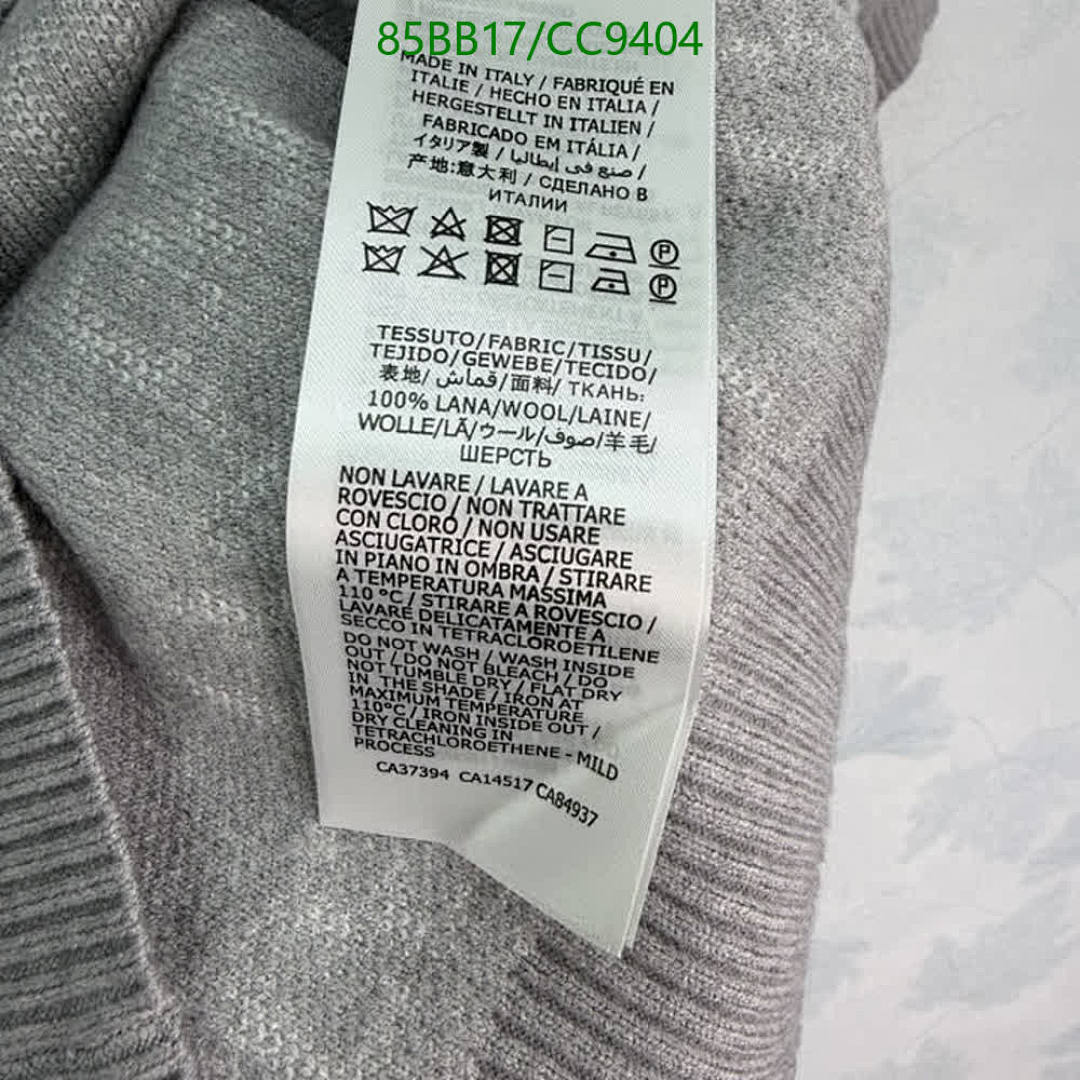 85BB17/CC9404
MADE IN ITALY / FABRIQUÉ EN
ITALIE / HECHO EN ITALIA /
HERGESTELLT IN ITALIEN /
FABRICADO EM ITÁLIA /
イタリア製 / صنع في إيطاليا /
产地:意大利 / СДЕЛАНО В
ИТАЛИИ
P
P
TESSUTO/FABRIC/TISSU/
TEJIDO/GEWEBE/TECIDO/
表地/ قماش/面料/ ТКАНЬ:
100% LANA/WOOL/LAINE/
WOLLE/LÃ/ウール/صوف/羊毛/
ШЕРСТЬ
NON LAVARE / LAVARE A
ROVESCIO / NON TRATTARE
CON CLORO / NON USARE
ASCIUGATRICE / ASCIUGARE
IN PIANO IN OMBRA / STIRARE
A TEMPERATURA MASSIMA
110 °C / STIRARE A ROVESCIO /
LAVARE DELICATAMENTE A
SECCO IN TETRACLOROETILENE
DO NOT WASH / WASH INSIDE
OUT / DO NOT BLEACH / DO
NOT TUMBLE DRY / FLAT DRY
IN THE SHADE / IRON AT
MAXIMUM TEMPERATURE
110°C / IRON INSIDE OUT /
DRY CLEANING IN
TETRACHLOROETHENE - MILD
PROCESS
CA37394 CA14517 CA84937